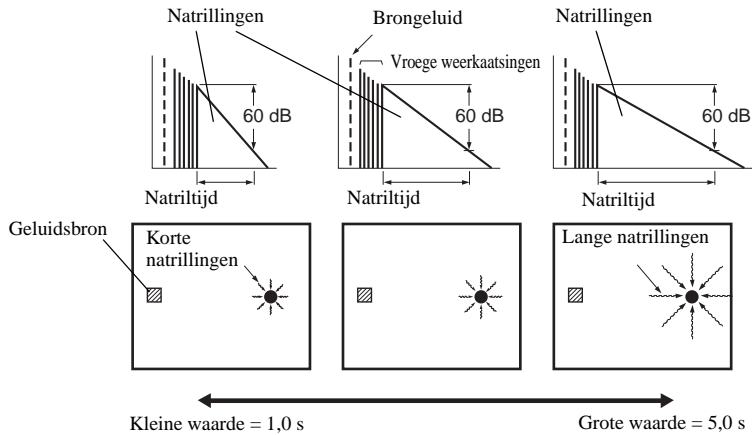 Natrillingen
Brongeluid
Natrillingen
Vroege weerkaatsingen
60 dB
60 dB
60 dB
Natriltijd
Natriltijd
Natriltijd
Geluidsbron
Korte
natrillingen
Lange natrillingen
Kleine waarde = 1,0 s
Grote waarde = 5,0 s